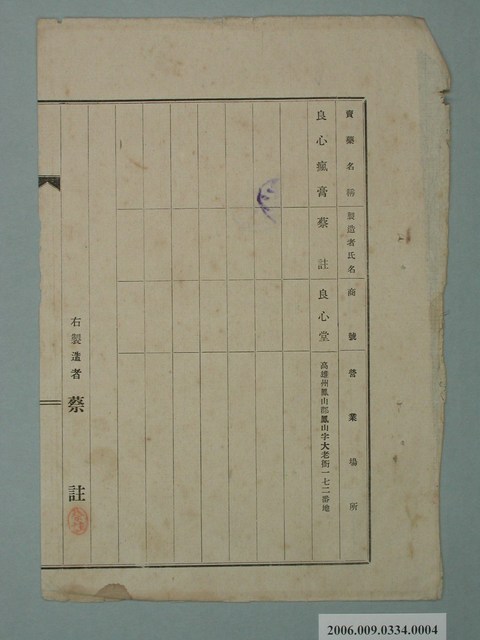 賣藥名稱 製造者氏名 商號 營業場所
良心瘋膏 蔡註 良心堂 高雄州鳳山郡鳳山字大老衙一七二番地
右製造者 蔡註
2006.009.0334.0004